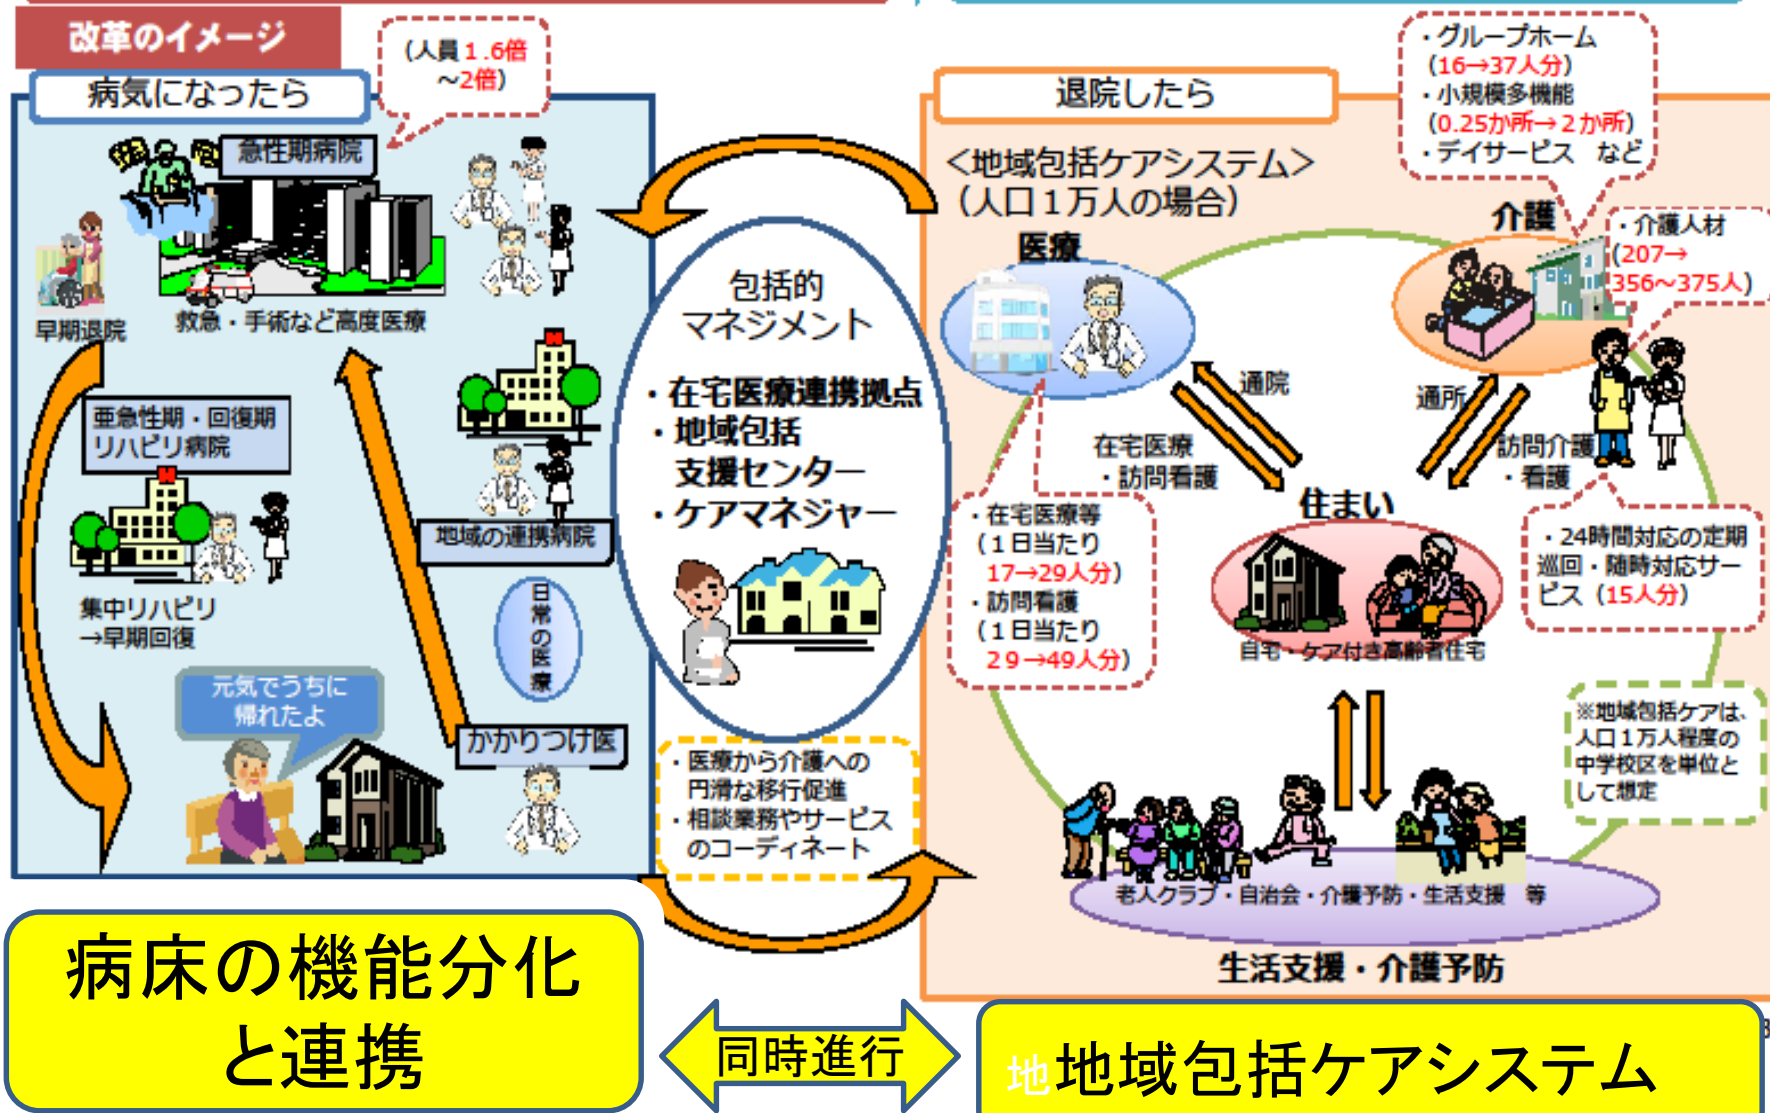 改革のイメージ
病気になったら
(人員1.6倍
～2倍)
急性期病院
早期退院
救急・手術など高度医療
亜急性期・回復期
リハビリ病院
集中リハビリ
→早期回復
地域の連携病院
日常の医療
元気でうちに
帰れたよ
かかりつけ医
包括的
マネジメント
・在宅医療連携拠点
・地域包括
支援センター
・ケアマネジャー
・医療から介護への
円滑な移行促進
・相談業務やサービス
のコーディネート
退院したら
＜地域包括ケアシステム＞
(人口1万人の場合)
・グループホーム
(16→37人分)
・小規模多機能
(0.25か所→2か所)
・デイサービス など
医療
介護
・介護人材
(207→
356～375人)
通院
在宅医療
・訪問看護
通所
訪問介護
・看護
・在宅医療等
(1日当たり
17→29人分)
・訪問看護
(1日当たり
29→49人分)
住まい
自宅・ケア付き高齢者住宅
・24時間対応の定期
巡回・随時対応サー
ビス (15人分)
※地域包括ケアは、
人口1万人程度の
中学校区を単位と
して想定
老人クラブ・自治会・介護予防・生活支援 等
生活支援・介護予防
病床の機能分化
と連携
同時進行
地地域包括ケアシステム